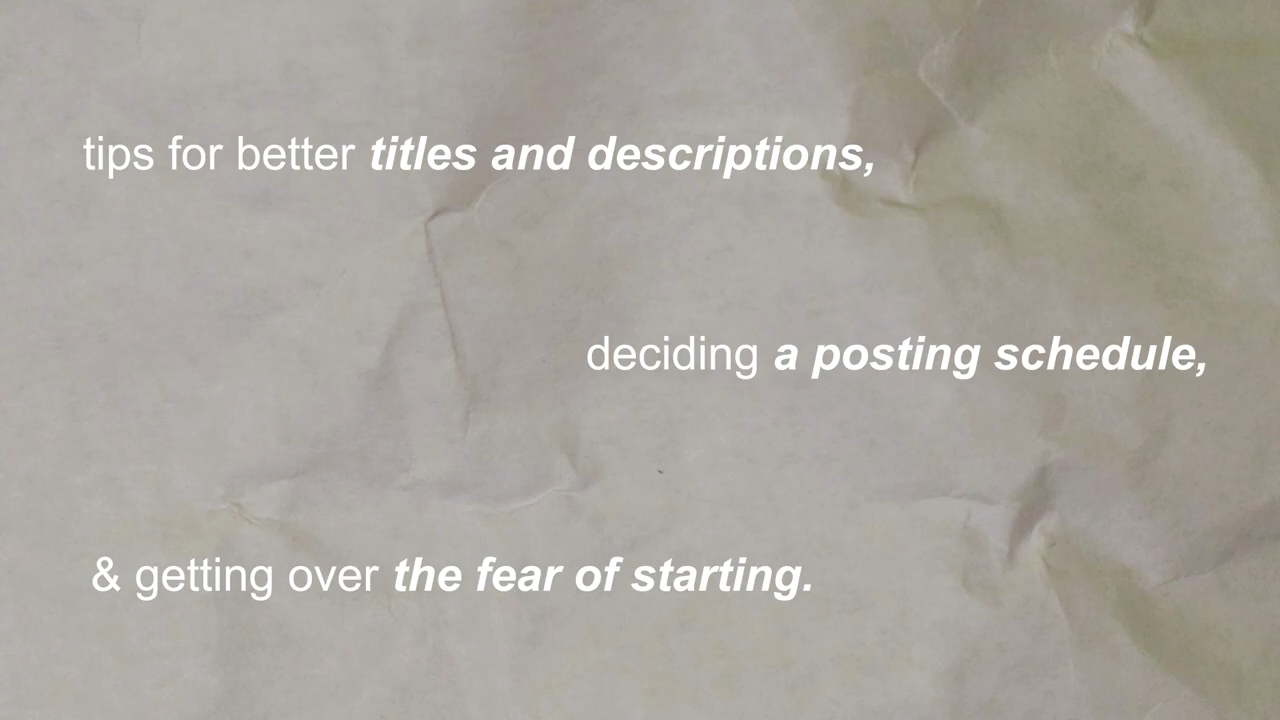 tips for better titles and descriptions,
deciding a posting schedule,
& getting over the fear of starting.